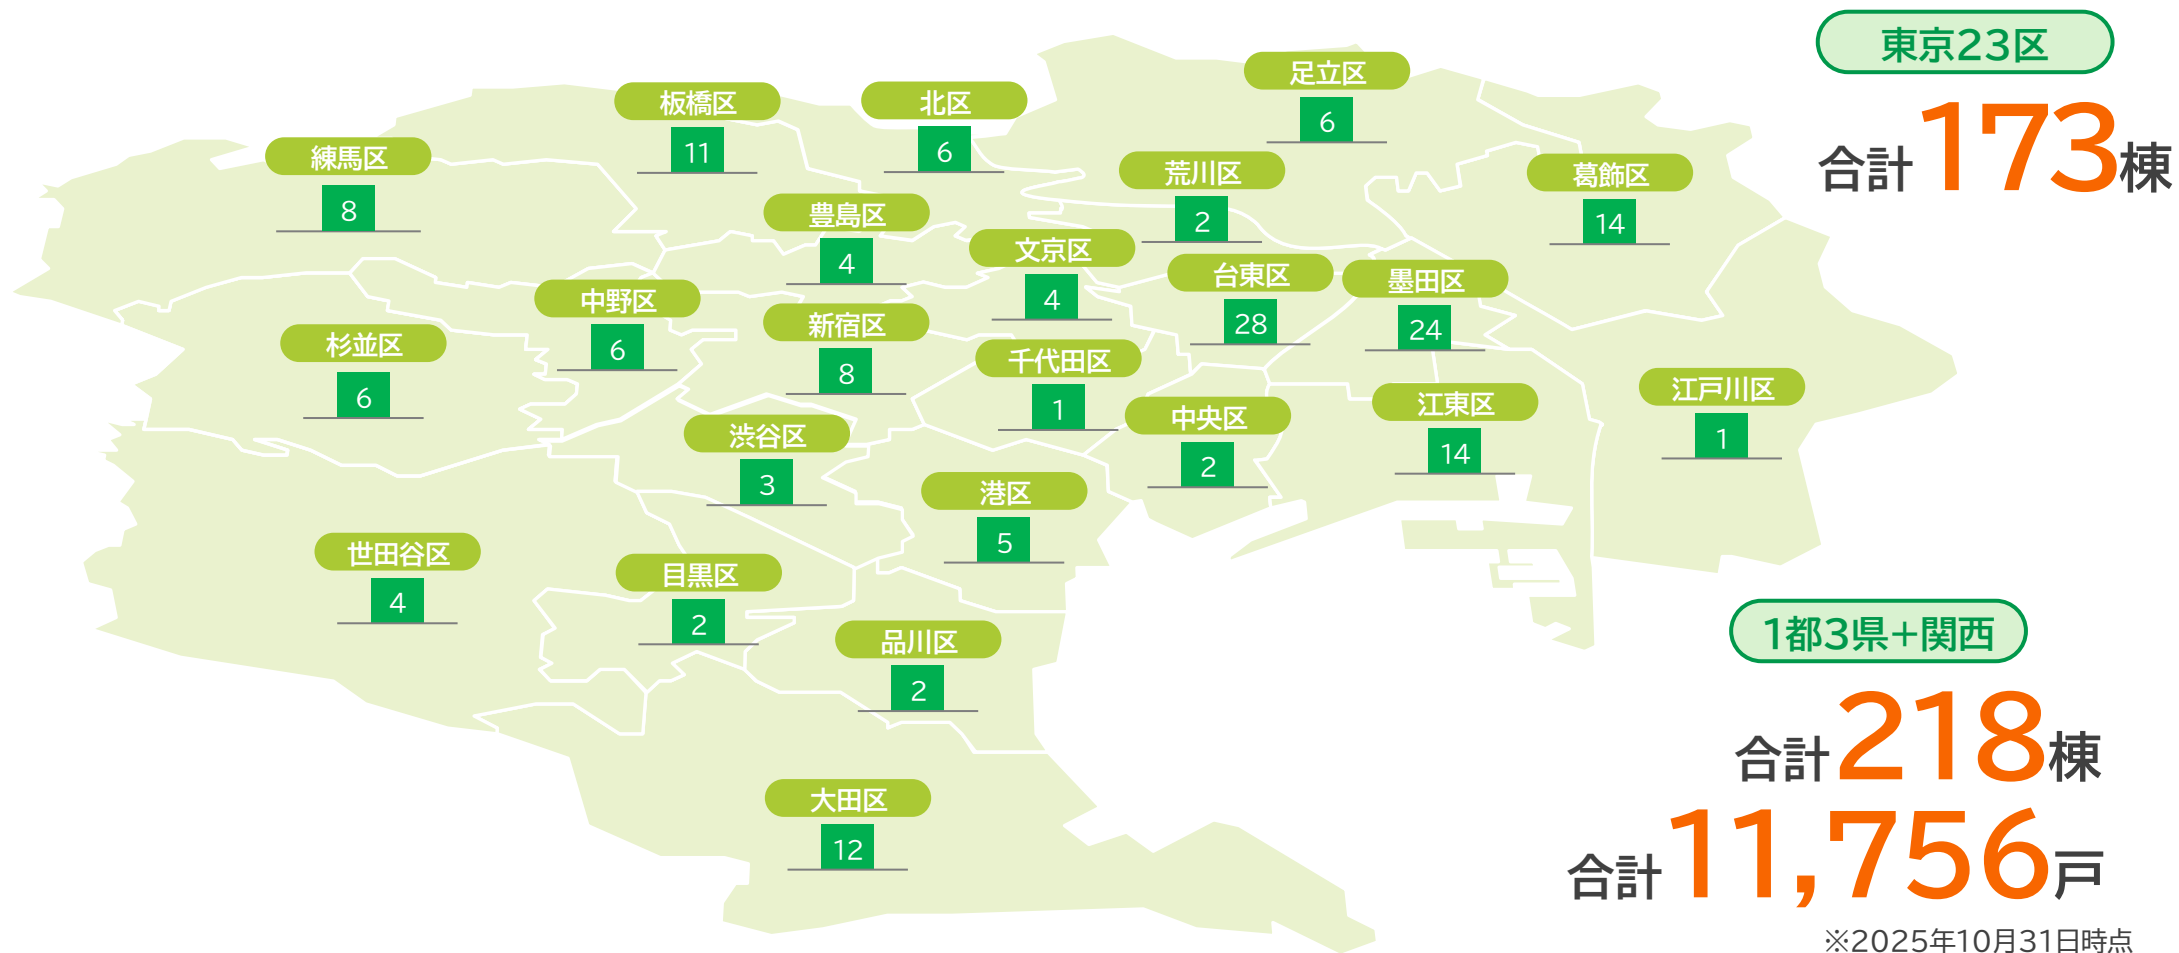 東京23区
合計173棟
足立区
6
板橋区
11
北区
6
練馬区
8
荒川区
2
葛飾区
14
豊島区
4
文京区
4
台東区
28
墨田区
24
中野区
6
新宿区
8
杉並区
6
千代田区
1
中央区
2
江東区
14
江戸川区
1
渋谷区
3
港区
5
世田谷区
4
目黒区
2
品川区
2
大田区
12
1都3県+関西
合計218棟
合計11,756戸
※2025年10月31日時点